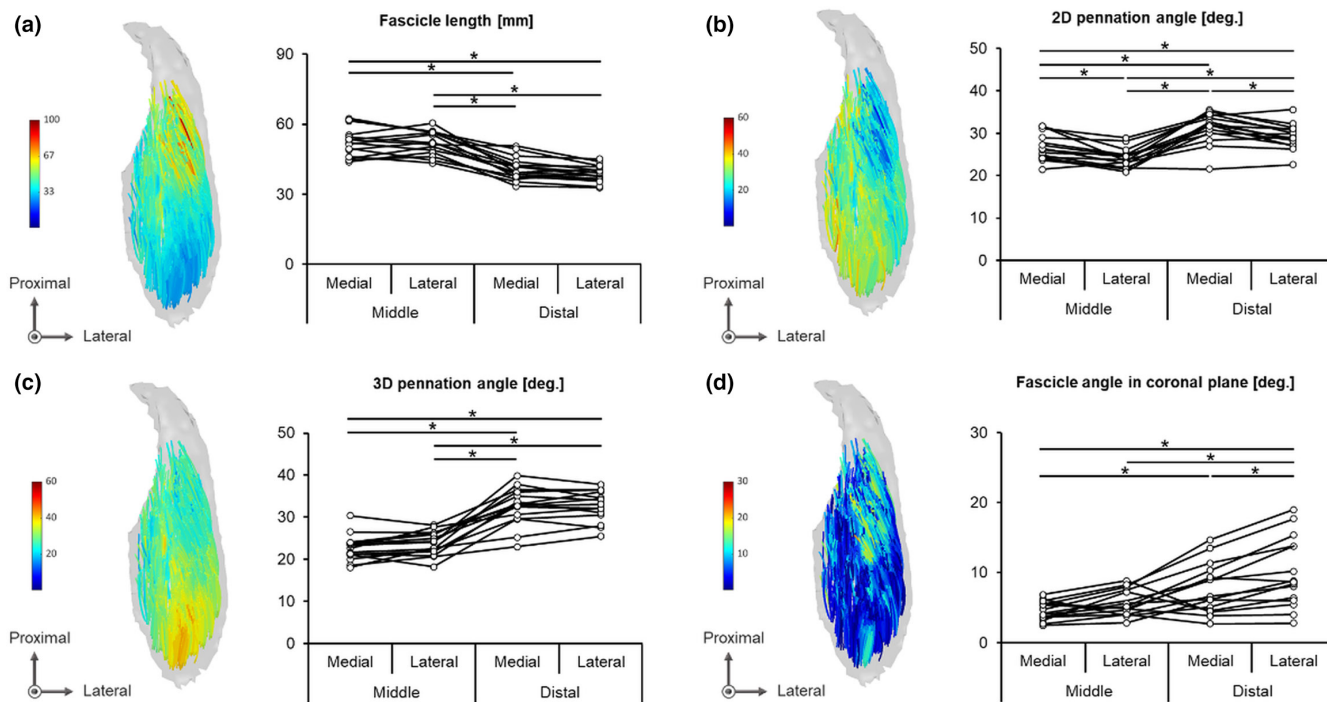 (a)
Fascicle length [mm]
100
67
33
90
60
30
0
* * * *
Medial Lateral Medial Lateral
Middle Distal
Proximal
Lateral
(b)
2D pennation angle [deg.]
60
40
20
50
40
30
20
10
0
* * * * * *
Medial Lateral Medial Lateral
Middle Distal
Proximal
Lateral
(c)
3D pennation angle [deg.]
60
40
20
50
40
30
20
10
0
* * * *
Medial Lateral Medial Lateral
Middle Distal
Proximal
Lateral
(d)
Fascicle angle in coronal plane [deg.]
30
20
10
30
20
10
0
* * * *
Medial Lateral Medial Lateral
Middle Distal
Proximal
Lateral